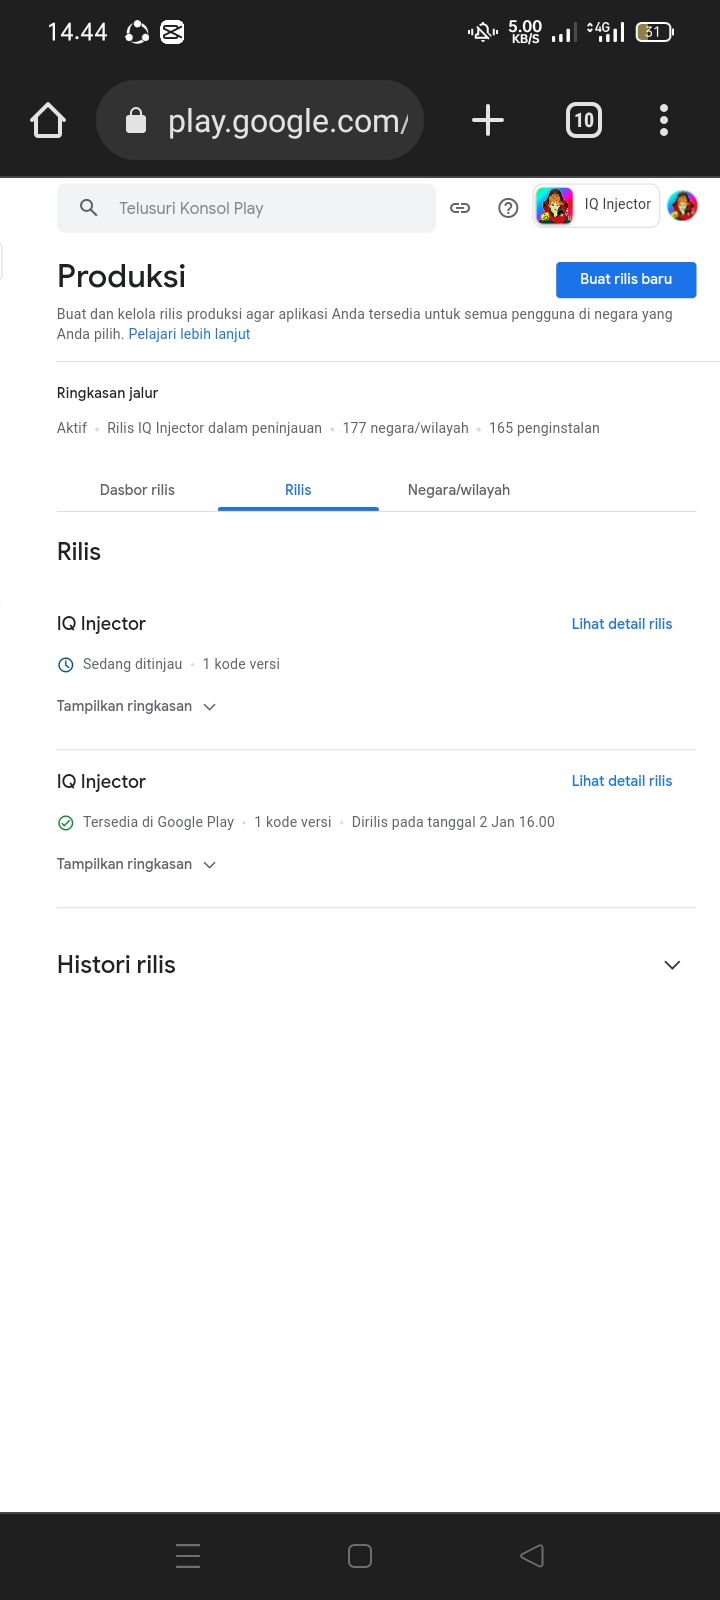 14.44
5.00
KB/S
4G
31
play.google.com/
10
Telusuri Konsol Play
IQ Injector
Produksi
Buat rilis baru
Buat dan kelola rilis produksi agar aplikasi Anda tersedia untuk semua pengguna di negara yang
Anda pilih. Pelajari lebih lanjut
Ringkasan jalur
Aktif • Rilis IQ Injector dalam peninjauan • 177 negara/wilayah • 165 penginstalan
Dasbor rilis
Rilis
Negara/wilayah
Rilis
IQ Injector
Lihat detail rilis
Sedang ditinjau • 1 kode versi
Tampilkan ringkasan
IQ Injector
Lihat detail rilis
Tersedia di Google Play • 1 kode versi • Dirilis pada tanggal 2 Jan 16.00
Tampilkan ringkasan
Histori rilis